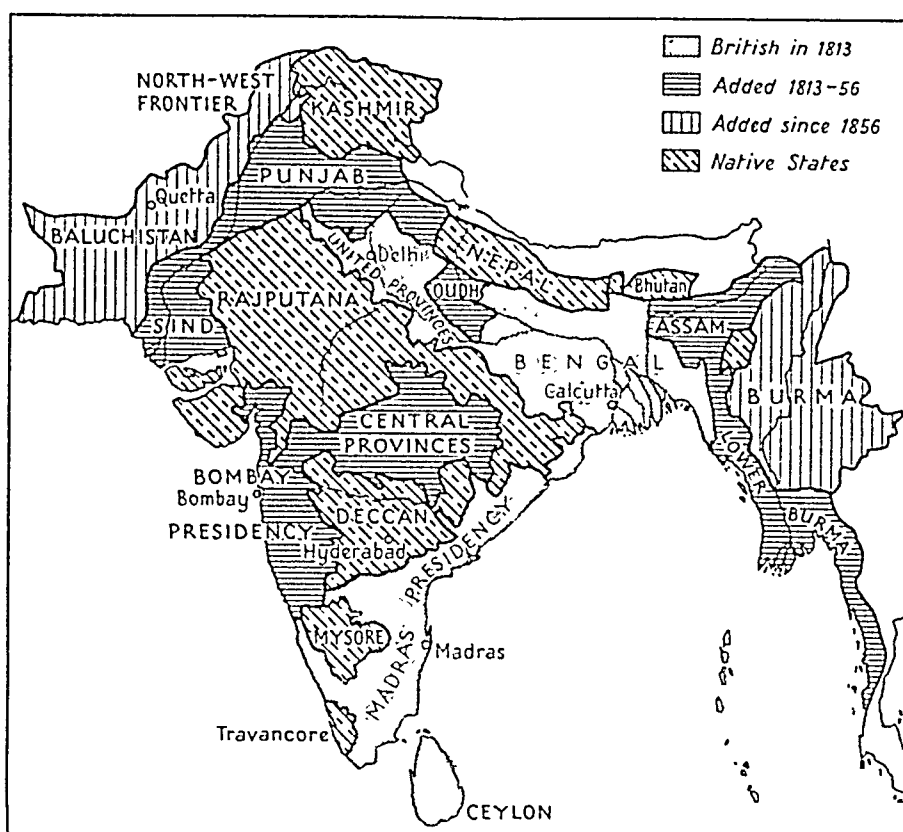 British in 1813
Added 1813-56
Added since 1856
Native States
NORTH-WEST
FRONTIER
KASHMIR
PUNJAB
Quetta
BALUCHISTAN
Delhi
UNITED PROVINCES
NEPAL
Bhutan
RAJPUTANA
OUDH
SIND
ASSAM
BENGAL
Calcutta
BURMA
CENTRAL
PROVINCES
LOWER
BURMA
BOMBAY
Bombay
PRESIDENCY
DECCAN
Hyderabad
MADRAS PRESIDENCY
MYSORE
Madras
Travancore
CEYLON